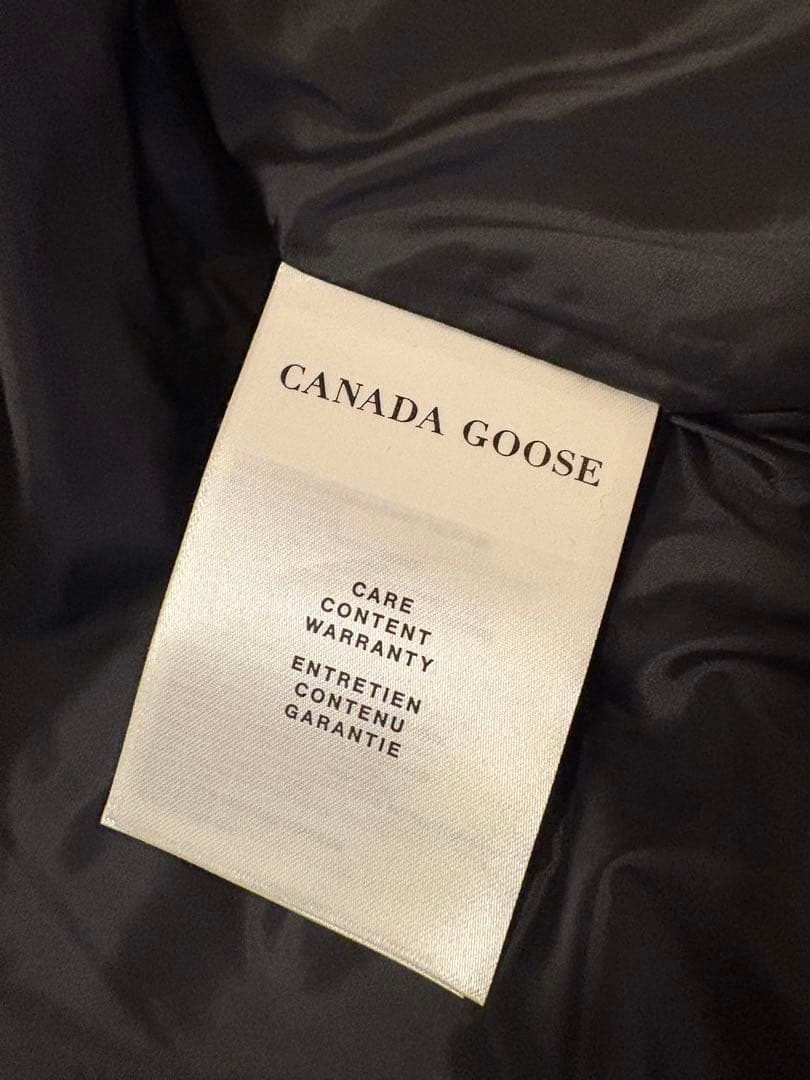 CANADA GOOSE
CARE
CONTENT
WARRANTY
ENTRETIEN
CONTENU
GARANTIE